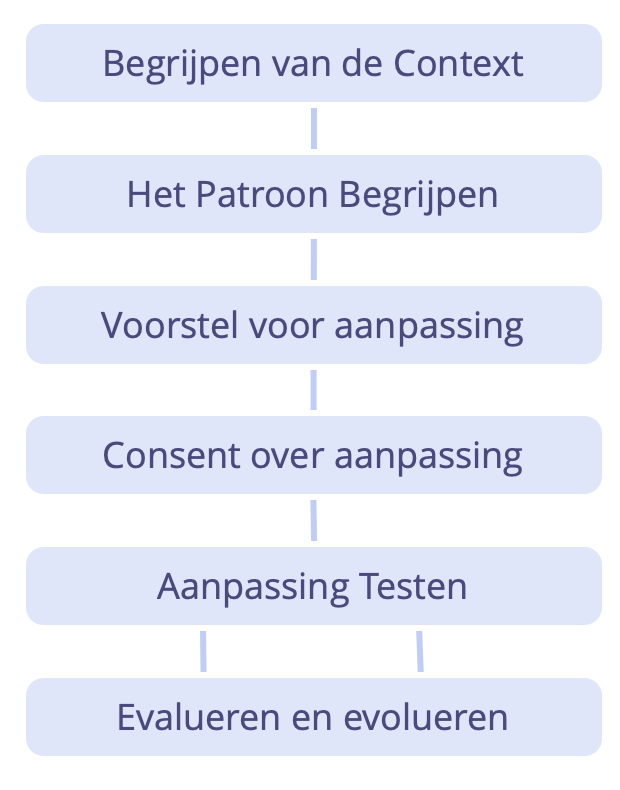 Begrijpen van de Context
Het Patroon Begrijpen
Voorstel voor aanpassing
Consent over aanpassing
Aanpassing Testen
Evalueren en evolueren